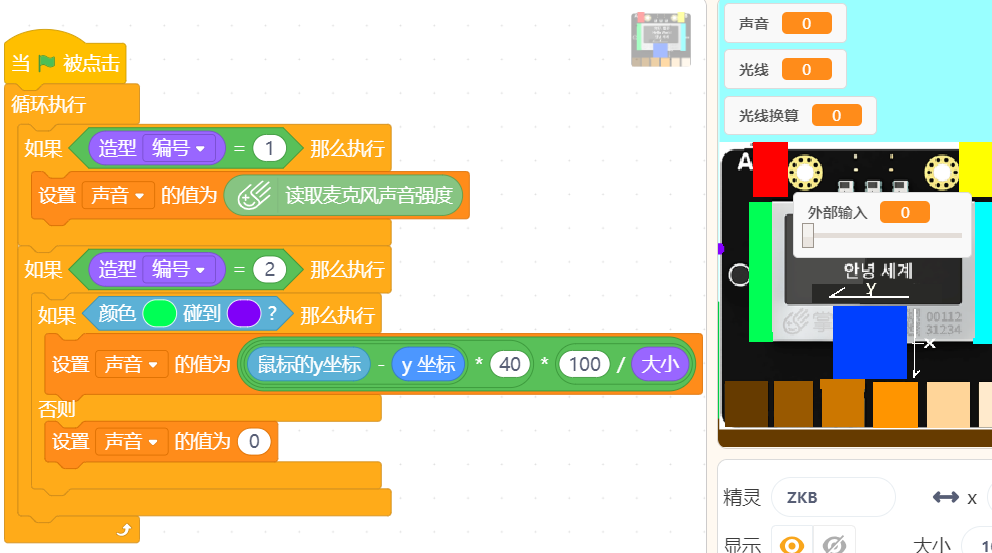 当 被点击
循环执行
如果 造型 编号 = 1 那么执行
设置 声音 的值为 读取麦克风声音强度
如果 造型 编号 = 2 那么执行
如果 颜色 碰到 ? 那么执行
设置 声音 的值为 鼠标的y坐标 - y 坐标 * 40 * 100 / 大小
否则
设置 声音 的值为 0
声音 0
光线 0
光线换算 0
A
外部输入 0
안녕 세계
y
掌
00112
31234
x
精灵 ZKB x
显示 大小